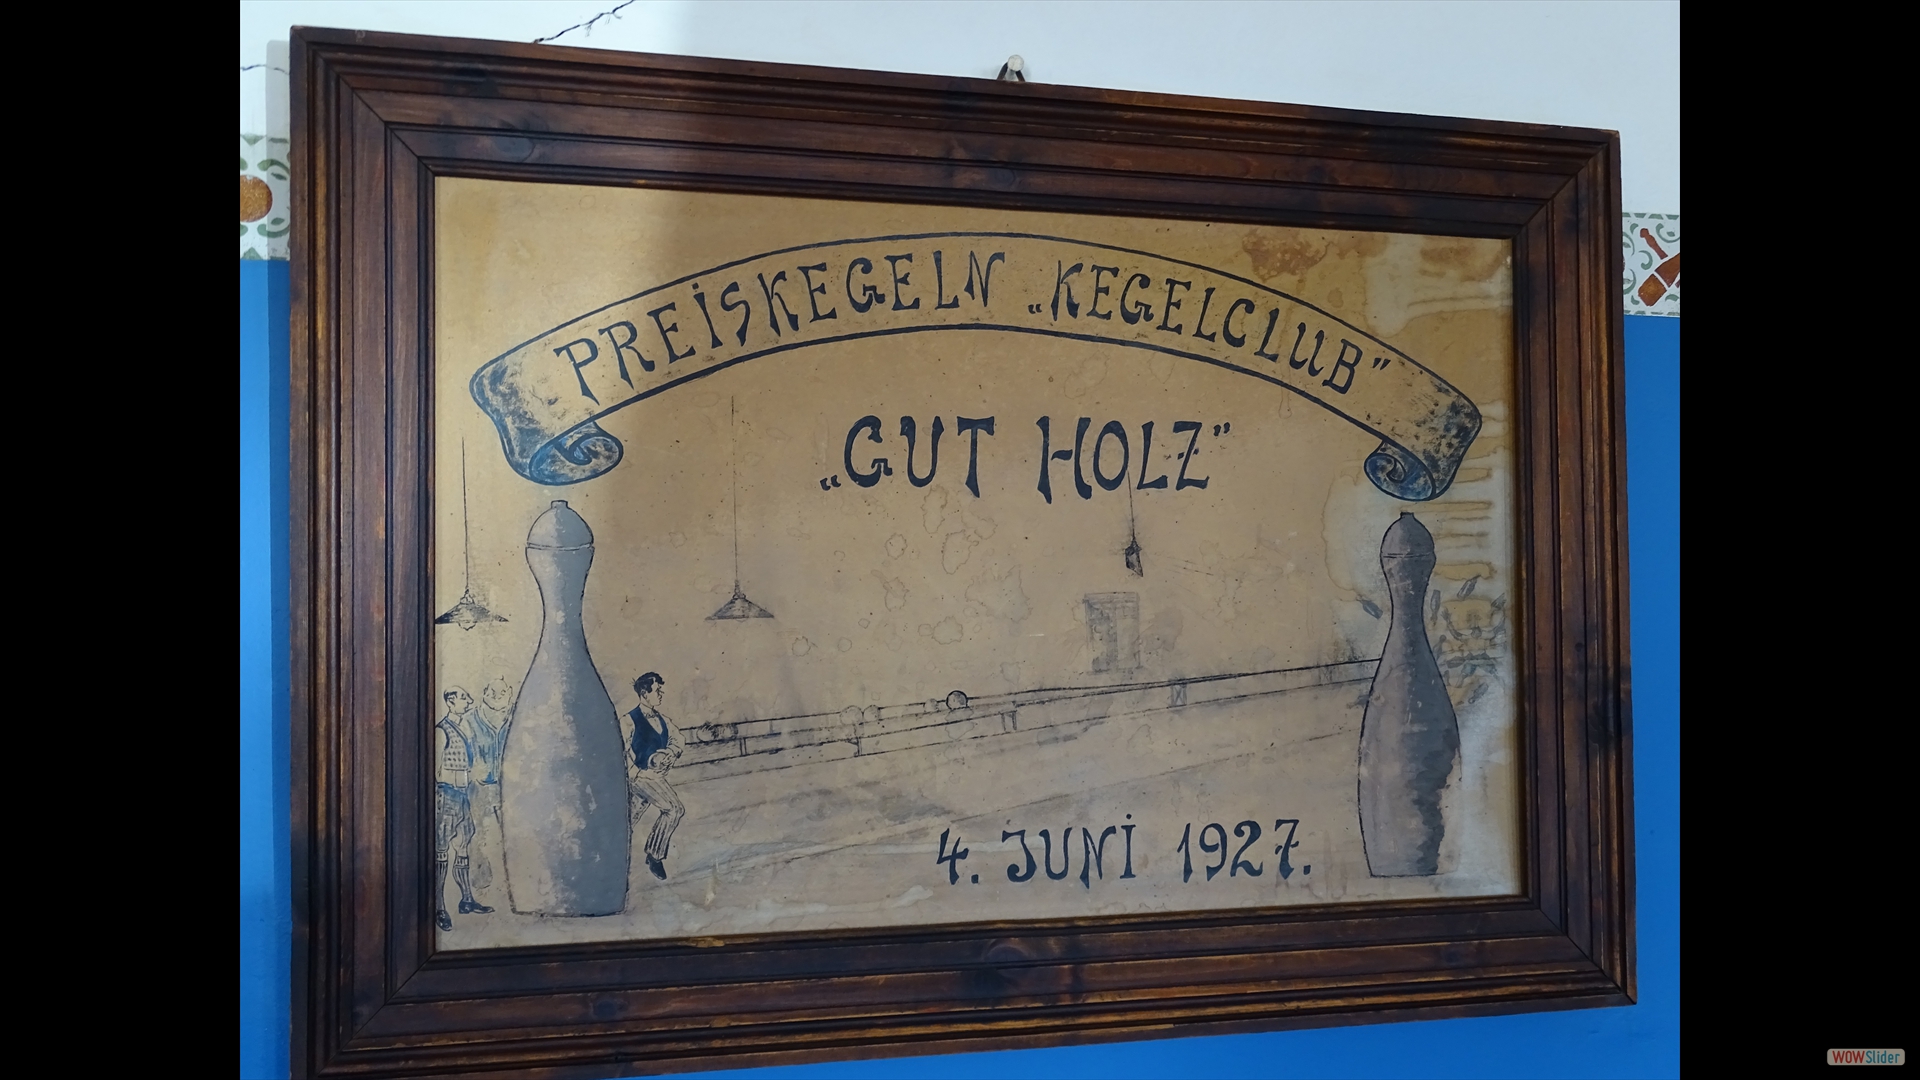 PREISKEGELN „KEGELCLUB”
„GUT HOLZ”
4. JUNI 1927.
WOWSlider